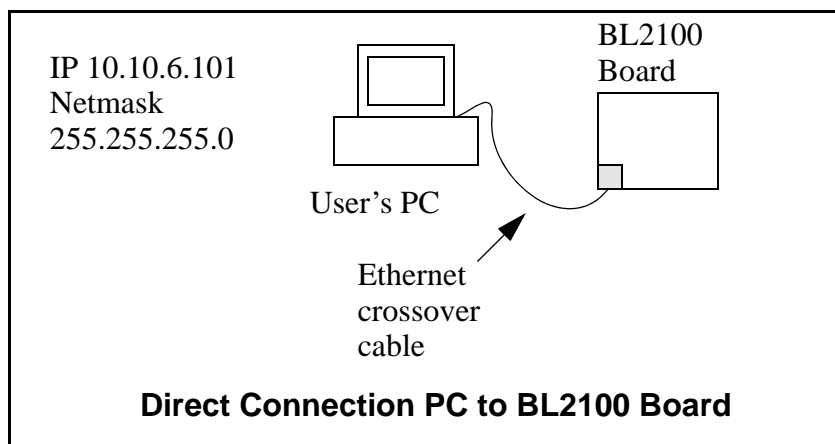 IP 10.10.6.101
Netmask
255.255.255.0
User’s PC
BL2100
Board
Ethernet
crossover
cable
Direct Connection PC to BL2100 Board